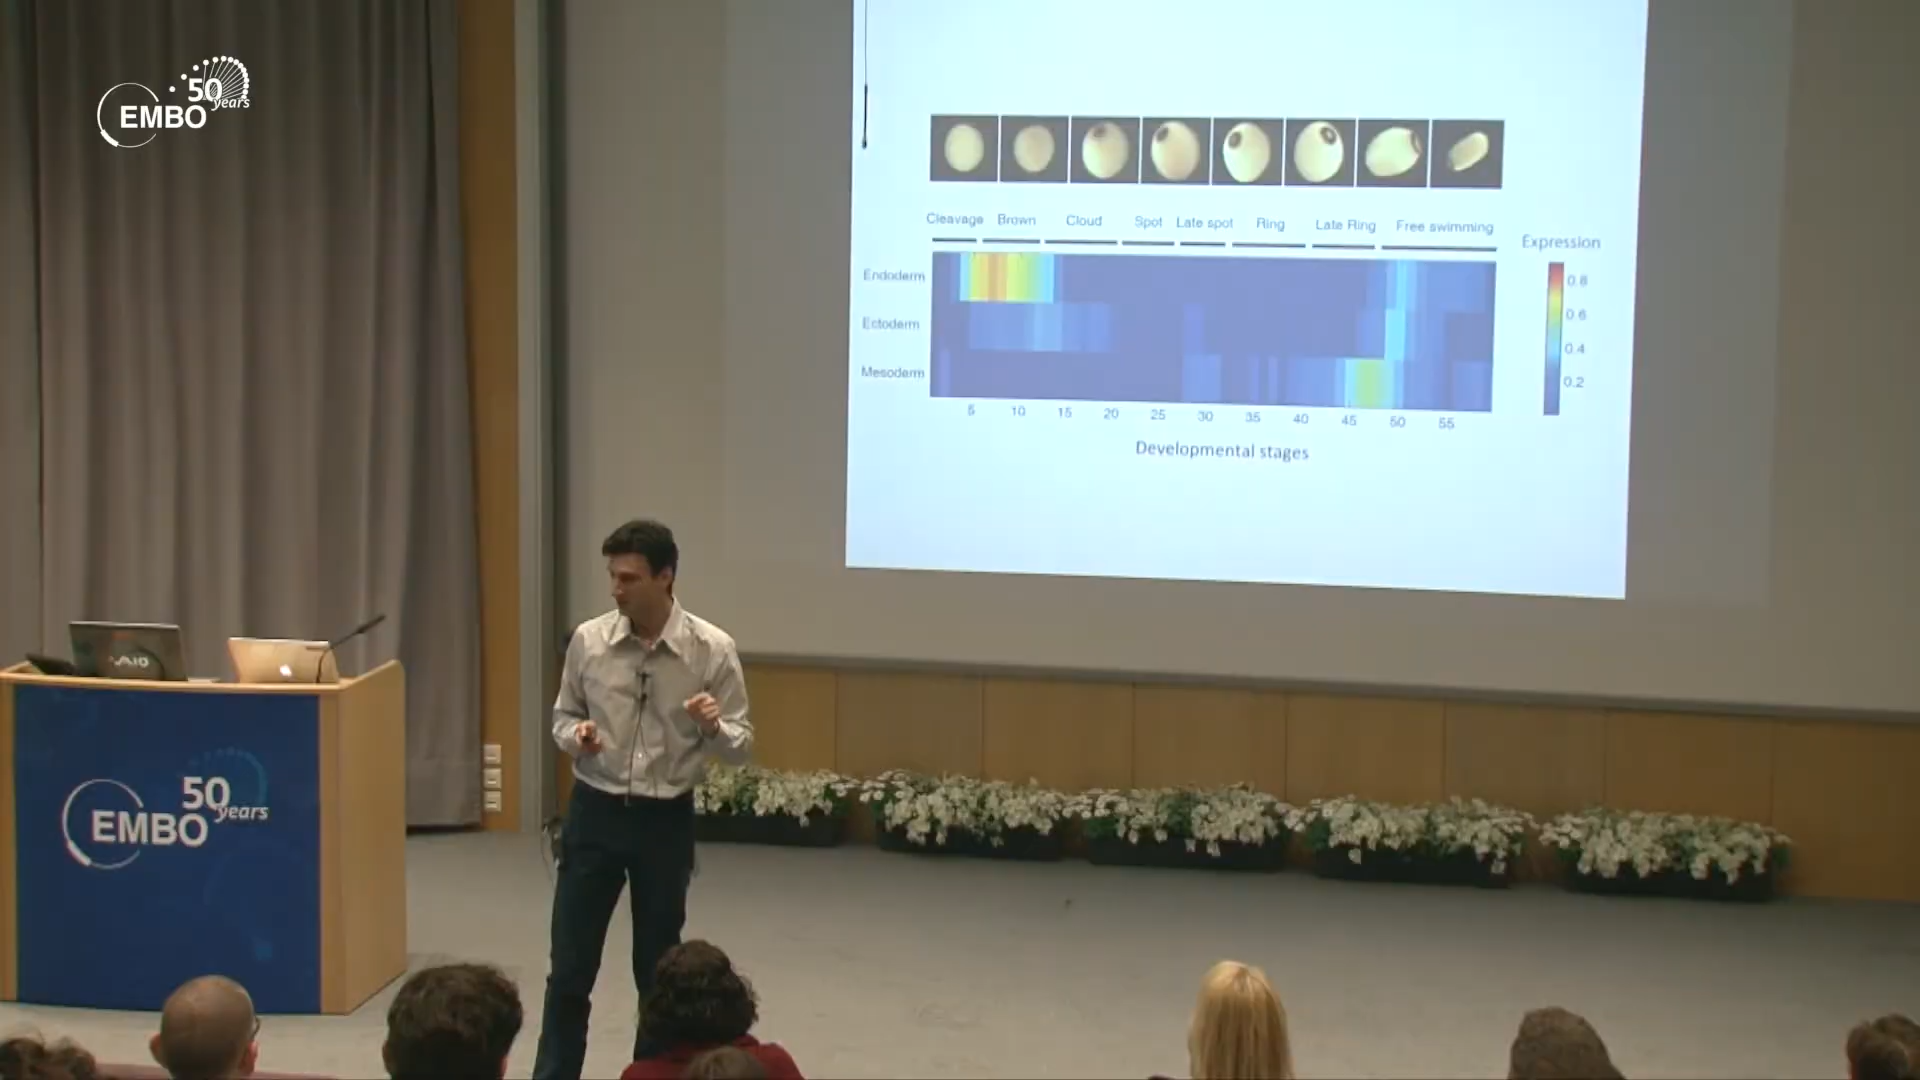 50
years
EMBO
Cleavage Brown Cloud Spot Late spot Ring Late Ring Free swimming
Expression
Endoderm
Ectoderm
Mesoderm
0.8
0.6
0.4
0.2
5 10 15 20 25 30 35 40 45 50 55
Developmental stages
VAIO
50
years
EMBO